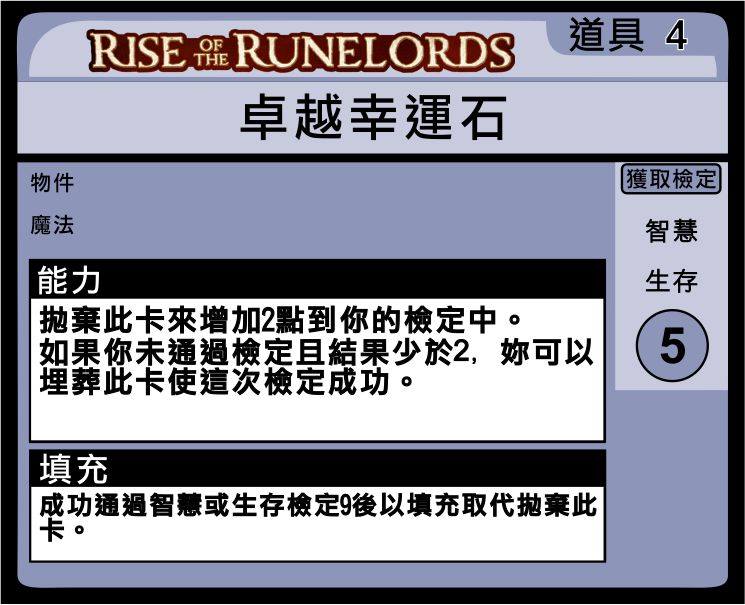 RISE OF THE RUNELORDS
道具 4
卓越幸運石
物件
魔法
獲取檢定
智慧
生存
5
能力
拋棄此卡來增加2點到你的檢定中。
如果你未通過檢定且結果少於2，妳可以
埋葬此卡使這次檢定成功。
填充
成功通過智慧或生存檢定9後以填充取代拋棄此
卡。